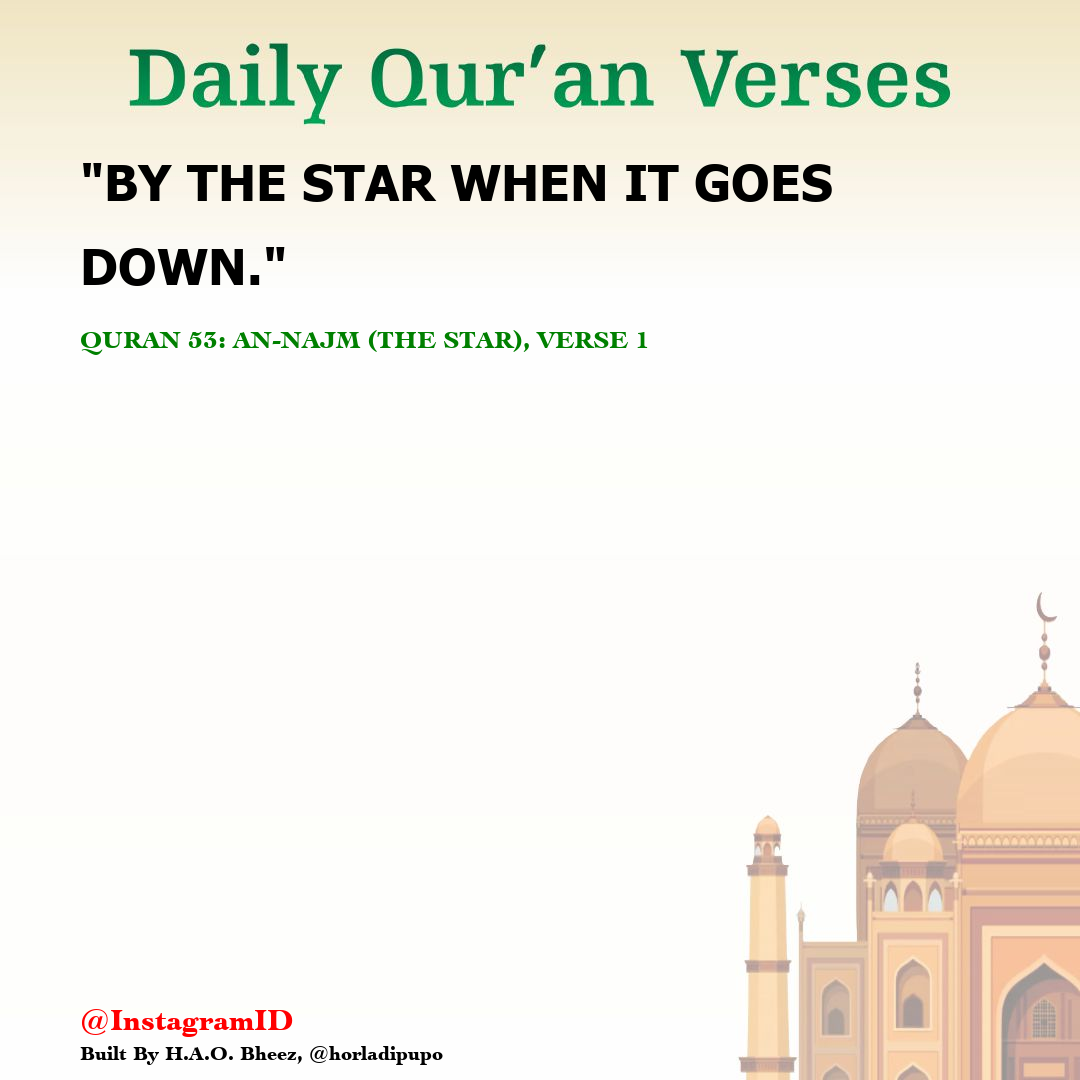 Daily Qur’an Verses
"BY THE STAR WHEN IT GOES
DOWN."
QURAN 53: AN-NAJM (THE STAR), VERSE 1
@InstagramID
Built By H.A.O. Bheez, @horladipupo